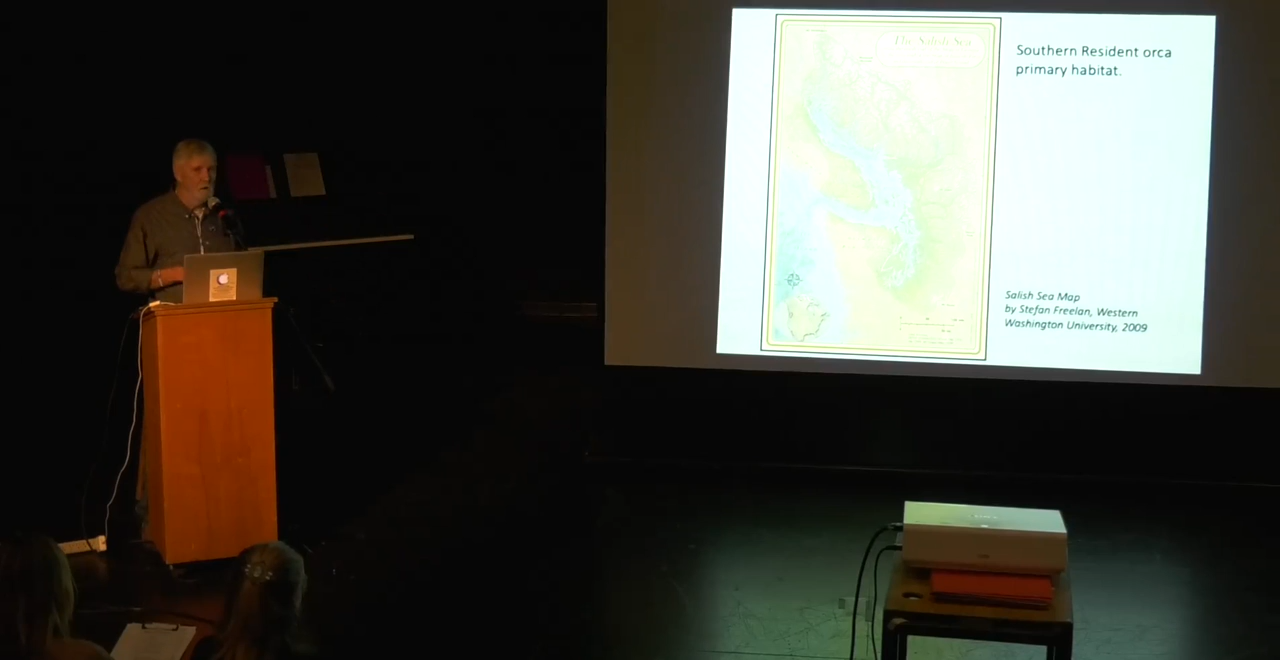 The Salish Sea
Southern Resident orca
primary habitat.
Salish Sea Map
by Stefan Freelan, Western
Washington University, 2009